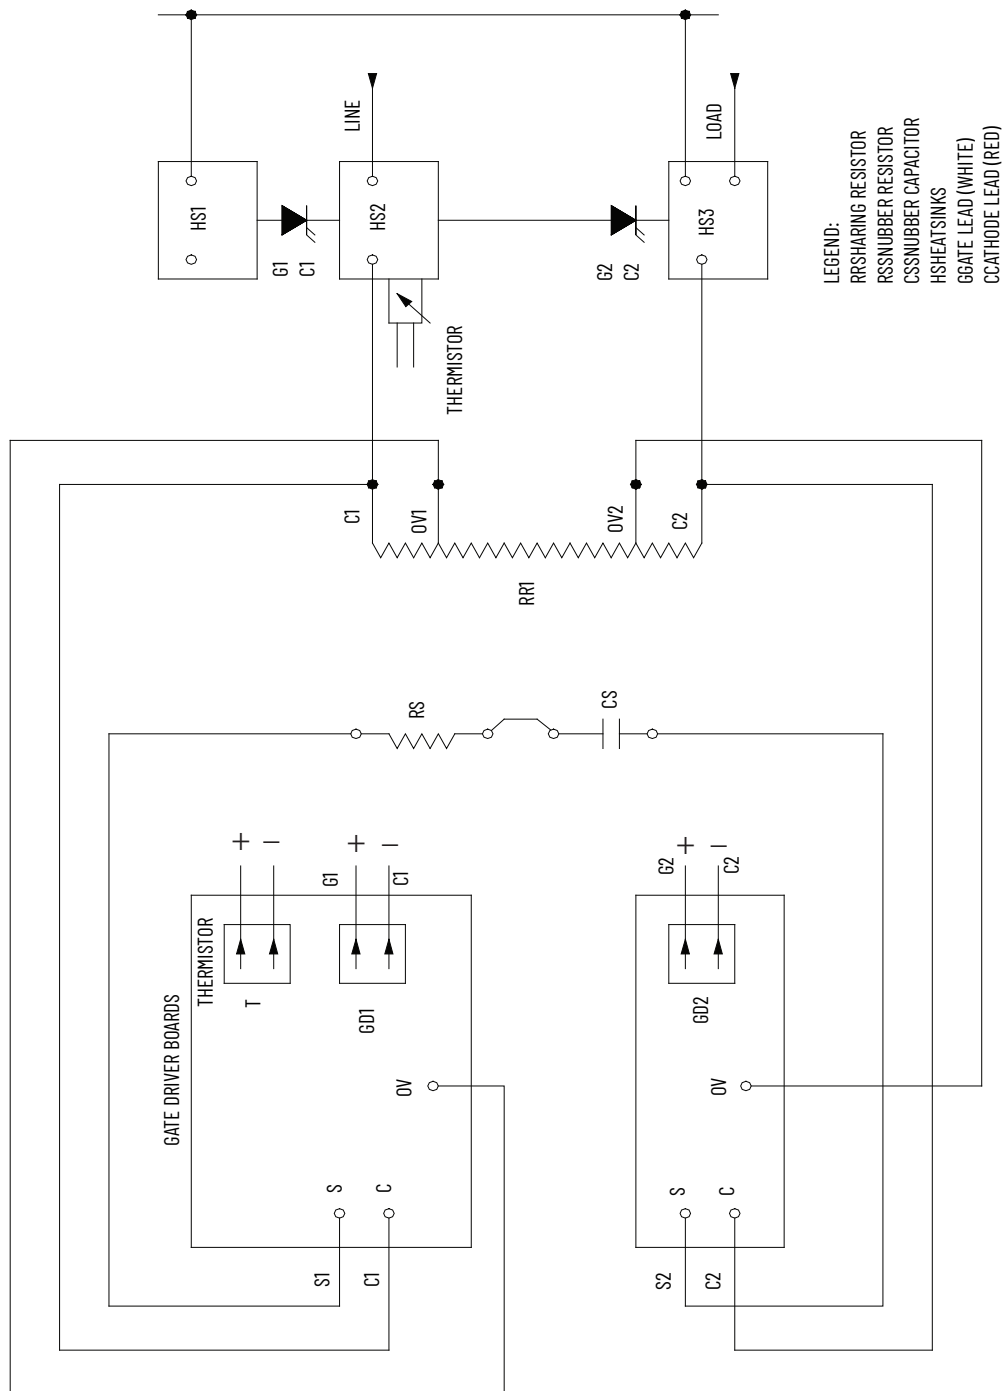 GATE DRIVER BOARDS
THERMISTOR
T
+
−
GD1
G1
+
C1
−
OV
S
C
S1
C1
GD2
G2
+
C2
−
OV
S
C
S2
C2
RS
CS
RR1
C1
OV1
OV2
C2
THERMISTOR
HS1
G1
C1
HS2
LINE
G2
C2
HS3
LOAD
LEGEND:
RRSHARING RESISTOR
RSSNUBBER RESISTOR
CSSNUBBER CAPACITOR
HSHEATSINKS
GGATE LEAD (WHITE)
CCATHODE LEAD (RED)